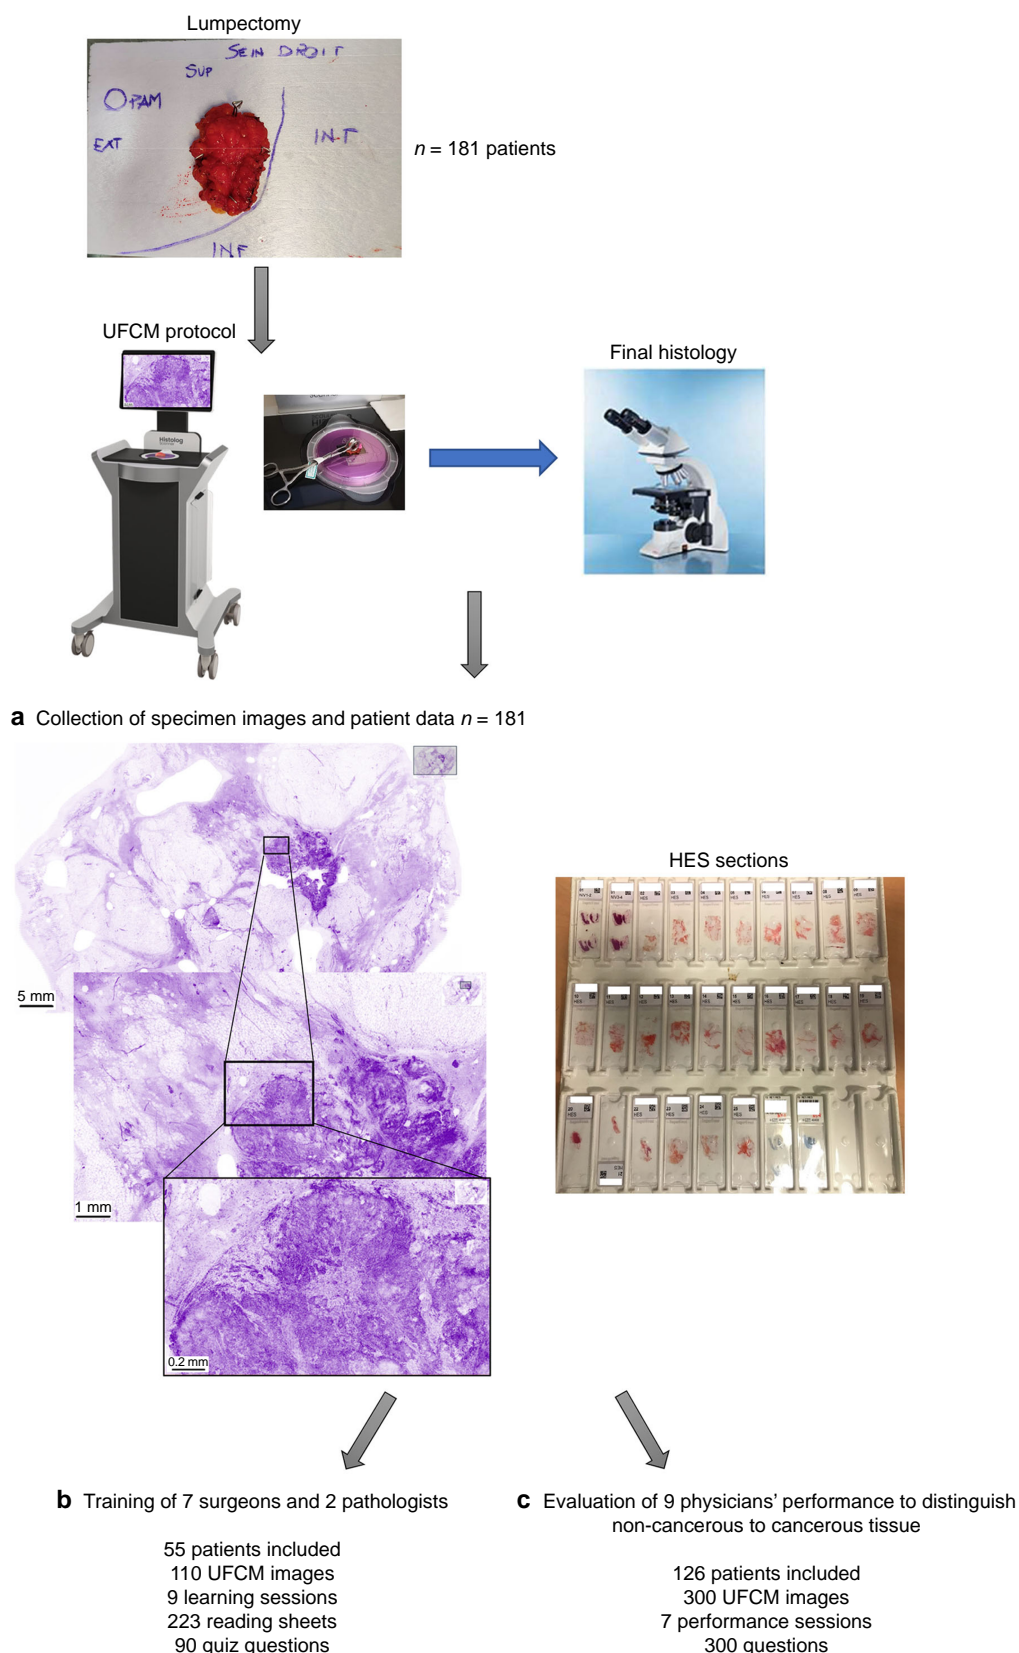 Lumpectomy
SEIN DROIT
SUP
OPAM
EXT
INF
INF
n = 181 patients
UFCM protocol
Histolog
Final histology
a Collection of specimen images and patient data n = 181
5 mm
1 mm
0.2 mm
HES sections
b Training of 7 surgeons and 2 pathologists
55 patients included
110 UFCM images
9 learning sessions
223 reading sheets
90 quiz questions
c Evaluation of 9 physicians’ performance to distinguish
non-cancerous to cancerous tissue
126 patients included
300 UFCM images
7 performance sessions
300 questions